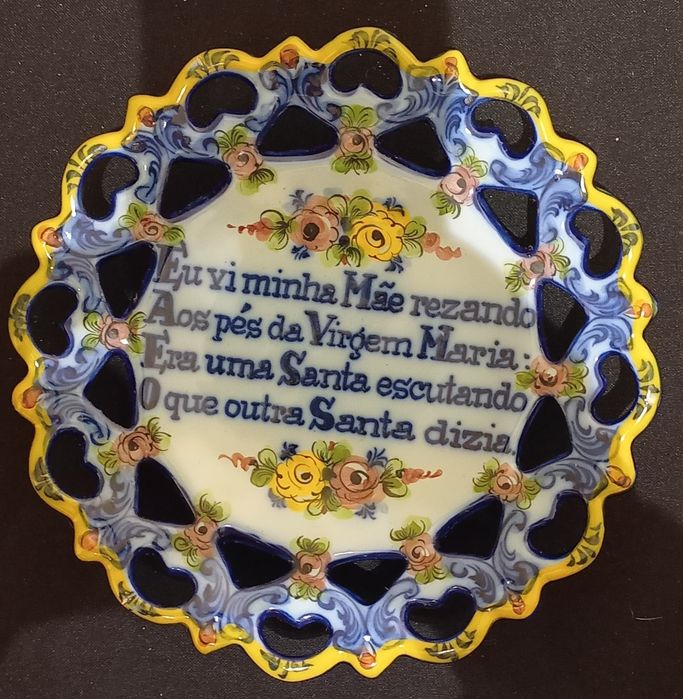 Eu vi minha Mãe rezando
Aos pés da Virgem Maria:
Era uma Santa escutando
O que outra Santa dizia.